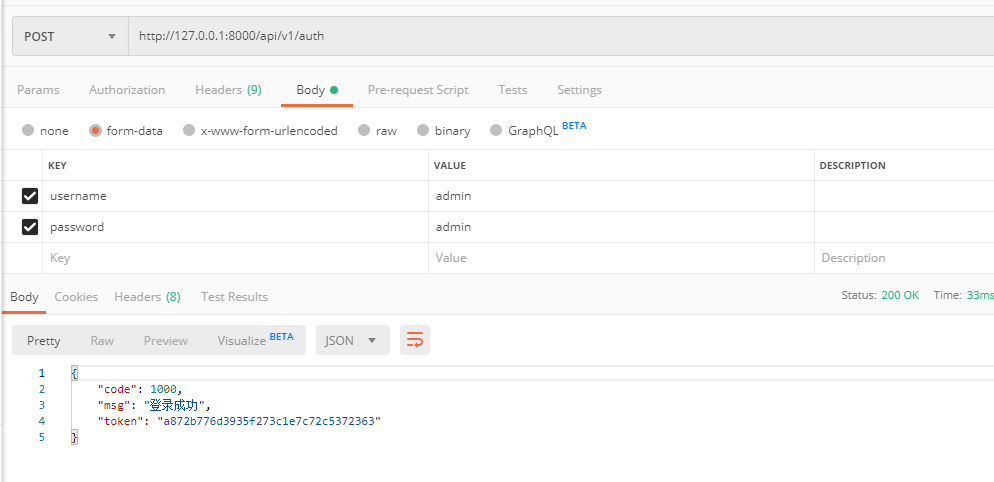 POST http://127.0.0.1:8000/api/v1/auth
Params Authorization Headers (9) Body Pre-request Script Tests Settings
none form-data x-www-form-urlencoded raw binary GraphQL BETA
KEY VALUE DESCRIPTION
username admin
password admin
Key Value Description
Body Cookies Headers (8) Test Results Status: 200 OK Time: 33ms
Pretty Raw Preview Visualize BETA JSON
1 {
2 "code": 1000,
3 "msg": "登录成功",
4 "token": "a872b776d3935f273c1e7c72c5372363"
5 }